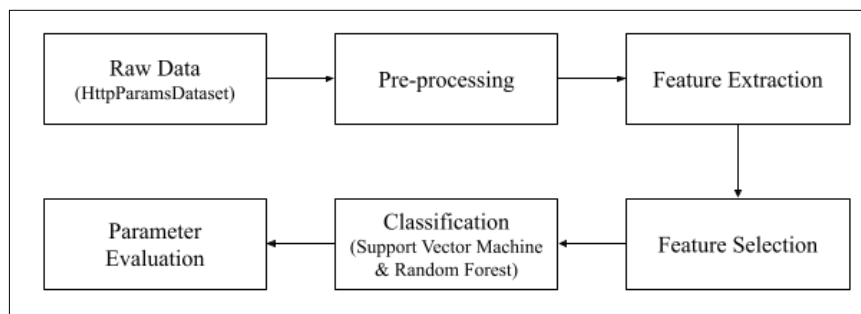 Raw Data
(HttpParamsDataset)
Pre-processing
Feature Extraction
Feature Selection
Classification
(Support Vector Machine
& Random Forest)
Parameter
Evaluation